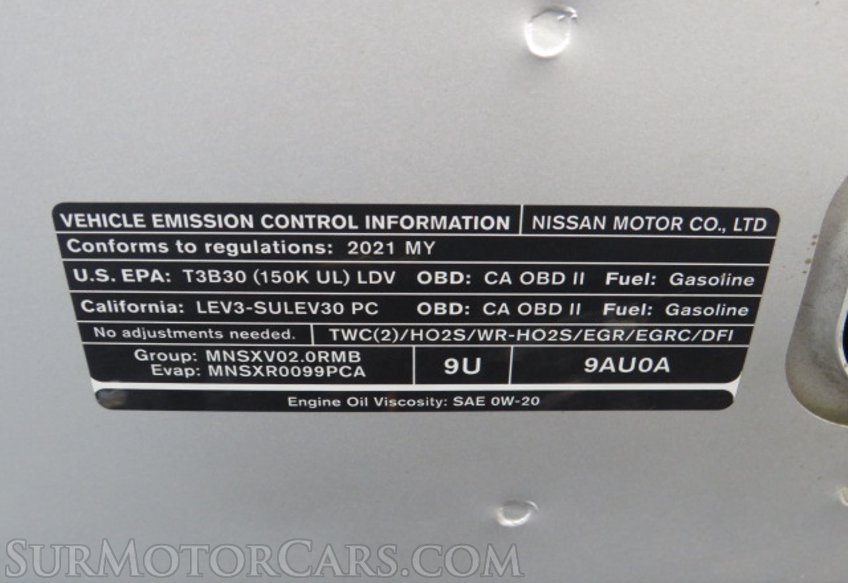 VEHICLE EMISSION CONTROL INFORMATION NISSAN MOTOR CO., LTD
Conforms to regulations: 2021 MY
U.S. EPA: T3B30 (150K UL) LDV OBD: CA OBD II Fuel: Gasoline
California: LEV3-SULEV30 PC OBD: CA OBD II Fuel: Gasoline
No adjustments needed. TWC(2)/HO2S/WR-HO2S/EGR/EGRC/DFI
Group: MNSXV02.0RMB
Evap: MNSXR0099PCA
9U 9AU0A
Engine Oil Viscosity: SAE 0W-20
SurMotorCars.com